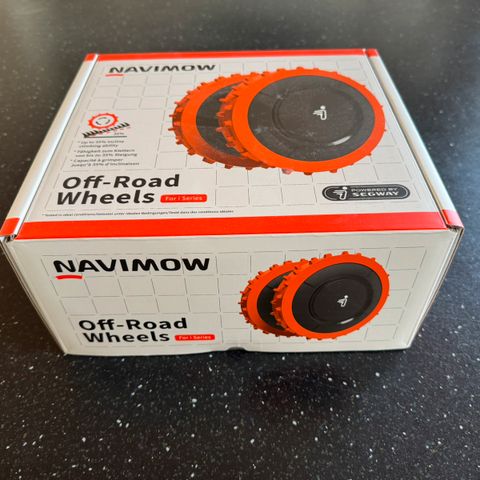 NAVIMOW
35%
* Up to 35% incline
climbing ability
* Fähigkeit zum Klettern
von bis zu 35% Steigung
* Capacité à grimper
jusqu'à 35% d'inclinaison
Off-Road
Wheels For i Series
POWERED BY
SEGWAY
NAVIMOW
Off-Road
Wheels For i Series